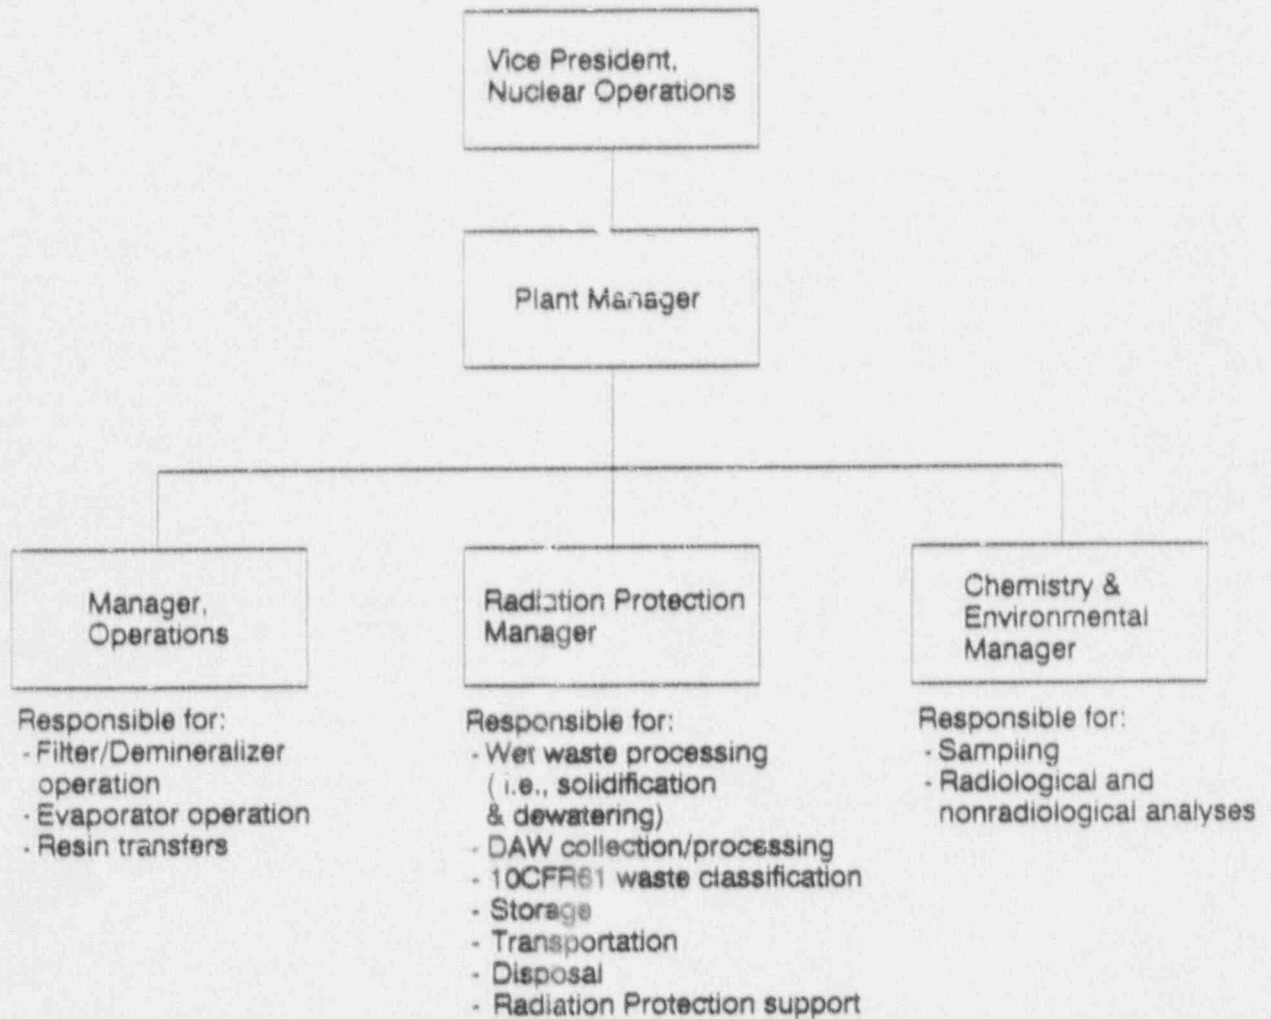 Vice President,
Nuclear Operations
Plant Manager
Manager,
Operations
Radiation Protection
Manager
Chemistry &
Environmental
Manager
Responsible for:
- Filter/Demineralizer
operation
- Evaporator operation
- Resin transfers
Responsible for:
- Wet waste processing
( i.e., solidification
& dewatering)
- DAW collection/processing
- 10CFR61 waste classification
- Storage
- Transportation
- Disposal
- Radiation Protection support
Responsible for:
- Sampling
- Radiological and
nonradiological analyses